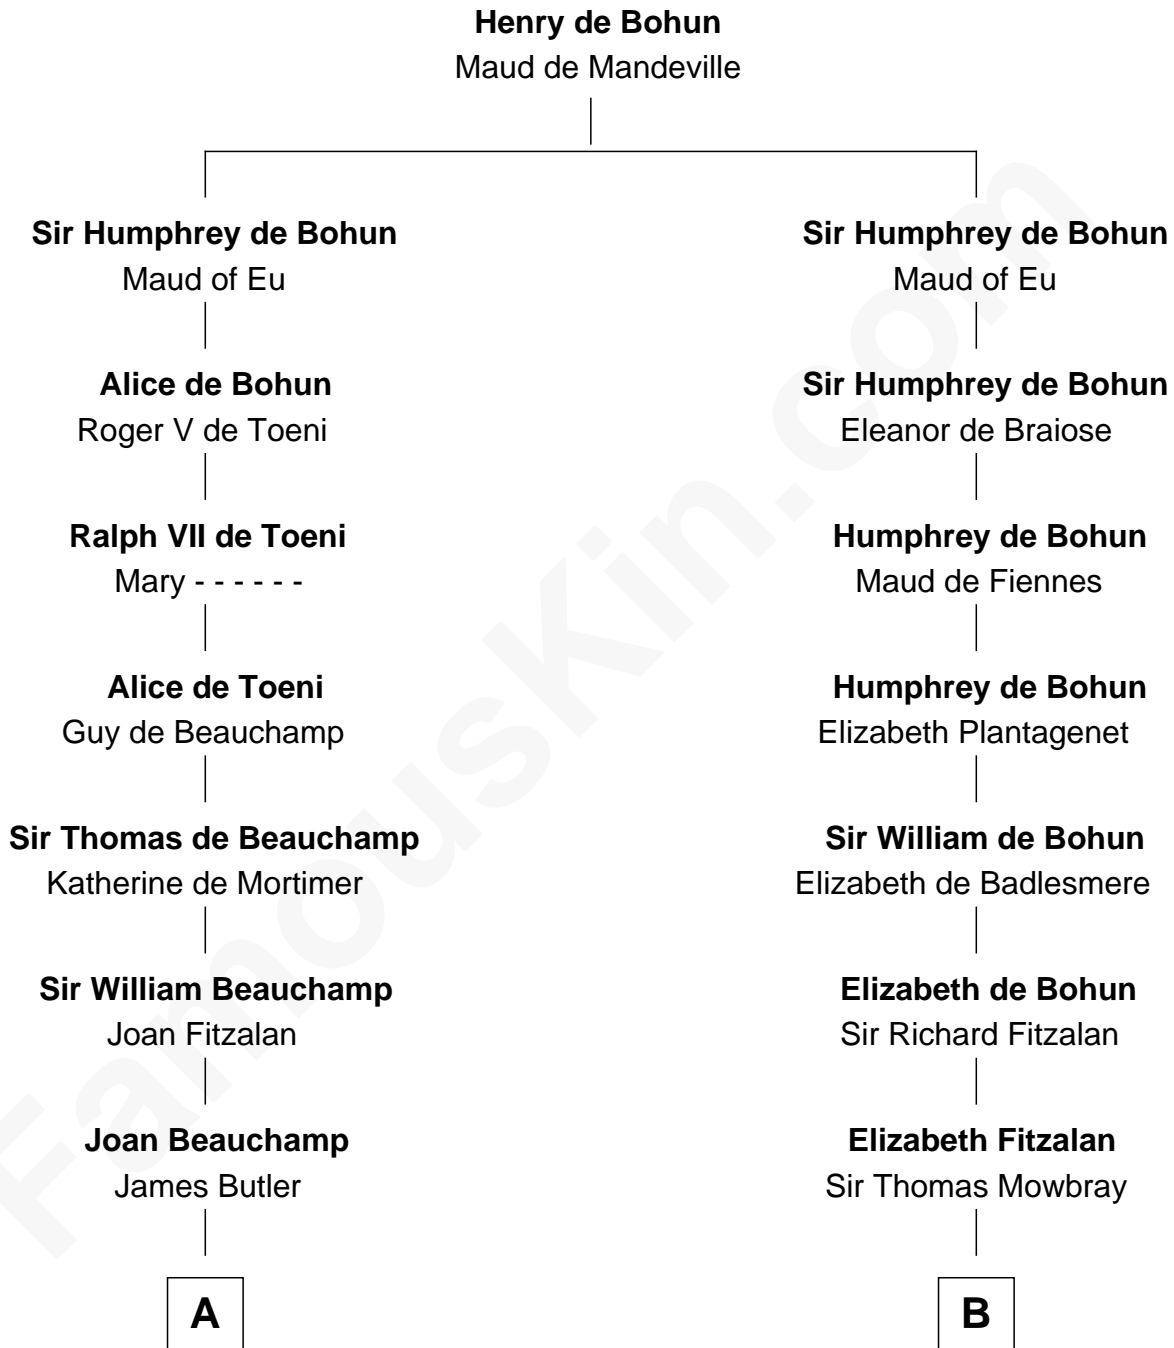 Henry de Bohun
Maud de Mandeville
Sir Humphrey de Bohun
Maud of Eu
Sir Humphrey de Bohun
Maud of Eu
Alice de Bohun
Roger V de Toeni
Sir Humphrey de Bohun
Eleanor de Braiose
Ralph VII de Toeni
Mary - - - - - -
Humphrey de Bohun
Maud de Fiennes
Alice de Toeni
Guy de Beauchamp
Humphrey de Bohun
Elizabeth Plantagenet
Sir Thomas de Beauchamp
Katherine de Mortimer
Sir William de Bohun
Elizabeth de Badlesmere
Sir William Beauchamp
Joan Fitzalan
Elizabeth de Bohun
Sir Richard Fitzalan
Joan Beauchamp
James Butler
Elizabeth Fitzalan
Sir Thomas Mowbray
A
B
FamousKin.com